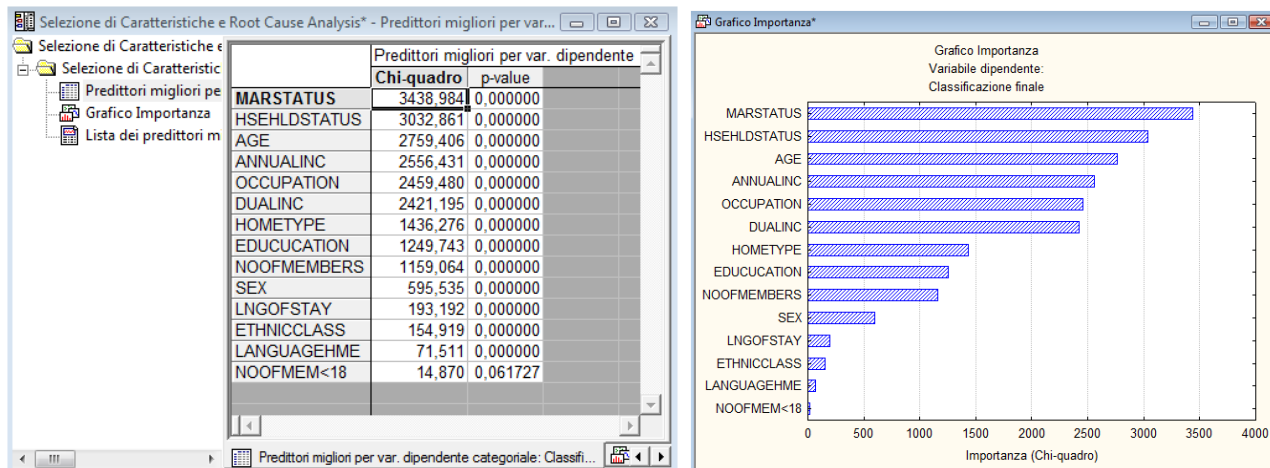 Selezione di Caratteristiche e Root Cause Analysis* - Predittori migliori per var...
Selezione di Caratteristiche e
Selezione di Caratteristic
Predittori migliori pe
Grafico Importanza
Lista dei predittori m
Predittori migliori per var. dipendente
Chi-quadro p-value
MARSTATUS 3438,984 0,000000
HSEHLDSTATUS 3032,861 0,000000
AGE 2759,406 0,000000
ANNUALINC 2556,431 0,000000
OCCUPATION 2459,480 0,000000
DUALINC 2421,195 0,000000
HOMETYPE 1436,276 0,000000
EDUCUCATION 1249,743 0,000000
NOOFMEMBERS 1159,064 0,000000
SEX 595,535 0,000000
LNGOFSTAY 193,192 0,000000
ETHNICCLASS 154,919 0,000000
LANGUAGEHME 71,511 0,000000
NOOFMEM<18 14,870 0,061727
Predittori migliori per var. dipendente categoriale: Classifi...
Grafico Importanza*
Grafico Importanza
Variabile dipendente:
Classificazione finale
MARSTATUS
HSEHLDSTATUS
AGE
ANNUALINC
OCCUPATION
DUALINC
HOMETYPE
EDUCUCATION
NOOFMEMBERS
SEX
LNGOFSTAY
ETHNICCLASS
LANGUAGEHME
NOOFMEM<18
0 500 1000 1500 2000 2500 3000 3500 4000
Importanza (Chi-quadro)